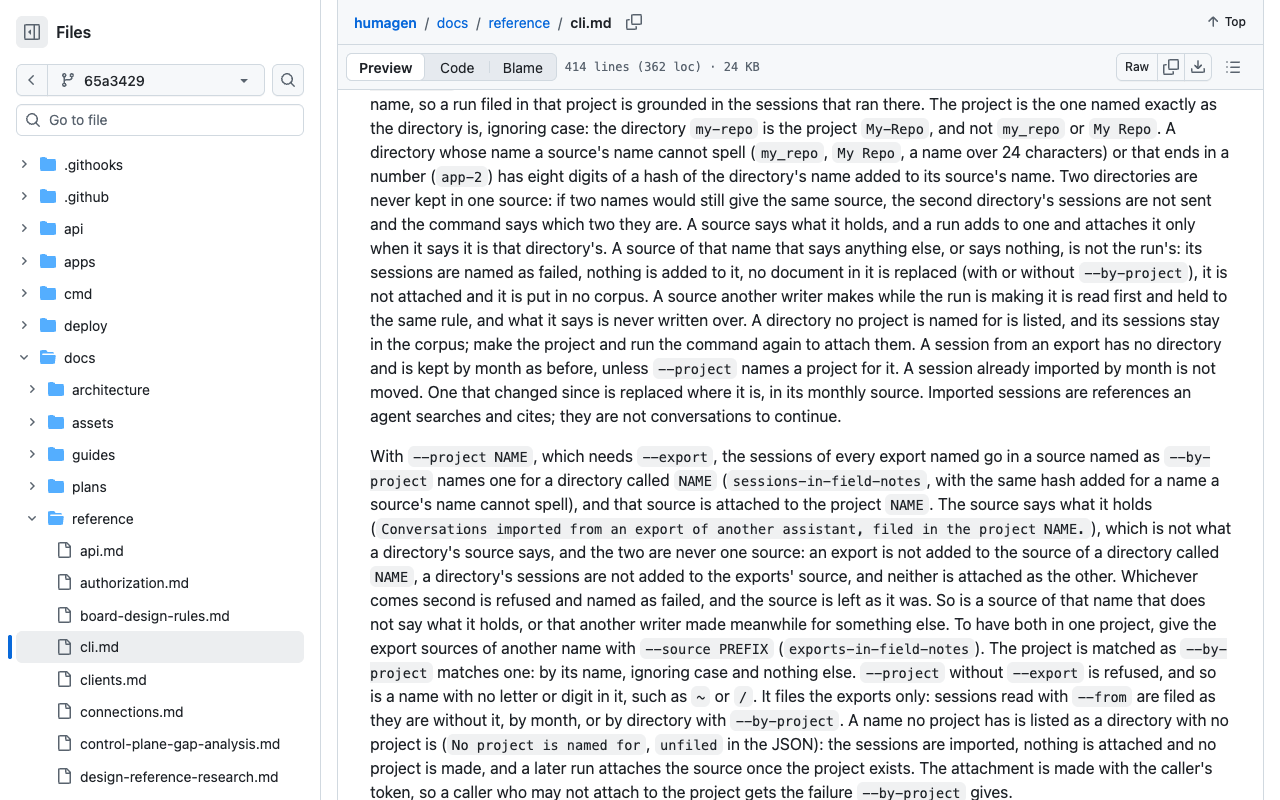 Files
65a3429
Go to file
.githooks
.github
api
apps
cmd
deploy
docs
architecture
assets
guides
plans
reference
api.md
authorization.md
board-design-rules.md
cli.md
clients.md
connections.md
control-plane-gap-analysis.md
design-reference-research.md
humagen / docs / reference / cli.md
Top
Preview Code Blame 414 lines (362 loc) · 24 KB
Raw
name, so a run filed in that project is grounded in the sessions that ran there. The project is the one named exactly as
the directory is, ignoring case: the directory my-repo is the project My-Repo , and not my_repo or My Repo . A
directory whose name a source's name cannot spell ( my_repo , My Repo , a name over 24 characters) or that ends in a
number ( app-2 ) has eight digits of a hash of the directory's name added to its source's name. Two directories are
never kept in one source: if two names would still give the same source, the second directory's sessions are not sent
and the command says which two they are. A source says what it holds, and a run adds to one and attaches it only
when it says it is that directory's. A source of that name that says anything else, or says nothing, is not the run's: its
sessions are named as failed, nothing is added to it, no document in it is replaced (with or without --by-project ), it is
not attached and it is put in no corpus. A source another writer makes while the run is making it is read first and held to
the same rule, and what it says is never written over. A directory no project is named for is listed, and its sessions stay
in the corpus; make the project and run the command again to attach them. A session from an export has no directory
and is kept by month as before, unless --project names a project for it. A session already imported by month is not
moved. One that changed since is replaced where it is, in its monthly source. Imported sessions are references an
agent searches and cites; they are not conversations to continue.
With --project NAME , which needs --export , the sessions of every export named go in a source named as --by-
project names one for a directory called NAME ( sessions-in-field-notes , with the same hash added for a name a
source's name cannot spell), and that source is attached to the project NAME . The source says what it holds
( Conversations imported from an export of another assistant, filed in the project NAME. ), which is not what
a directory's source says, and the two are never one source: an export is not added to the source of a directory called
NAME , a directory's sessions are not added to the exports' source, and neither is attached as the other. Whichever
comes second is refused and named as failed, and the source is left as it was. So is a source of that name that does
not say what it holds, or that another writer made meanwhile for something else. To have both in one project, give the
export sources of another name with --source PREFIX ( exports-in-field-notes ). The project is matched as --by-
project matches one: by its name, ignoring case and nothing else. --project without --export is refused, and so
is a name with no letter or digit in it, such as ~ or / . It files the exports only: sessions read with --from are filed as
they are without it, by month, or by directory with --by-project . A name no project has is listed as a directory with no
project is ( No project is named for , unfiled in the JSON): the sessions are imported, nothing is attached and no
project is made, and a later run attaches the source once the project exists. The attachment is made with the caller's
token, so a caller who may not attach to the project gets the failure --by-project gives.